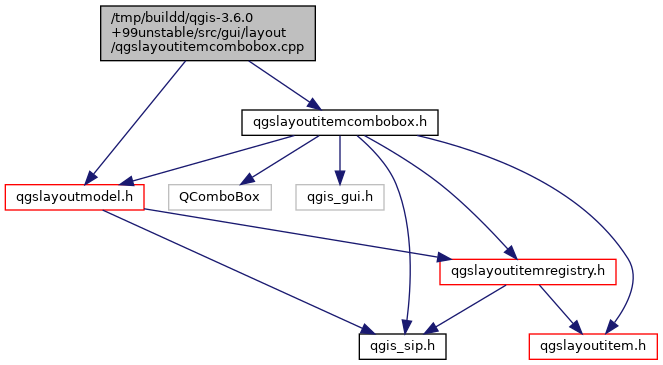 /tmp/buildd/qgis-3.6.0
+99unstable/src/gui/layout
/qgslayoutitemcombobox.cpp
qgslayoutitemcombobox.h
qgslayoutmodel.h
QComboBox
qgis_gui.h
qgslayoutitemregistry.h
qgis_sip.h
qgslayoutitem.h